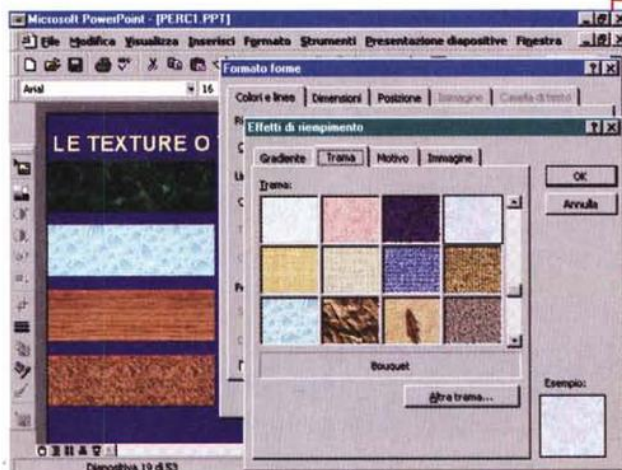 Microsoft PowerPoint - [PERC1.PPT]
File Modifica Visualizza Inserisci Formato Strumenti Presentazione diapositive Finestra
Arial 16
Formato forme
Colori e linee Dimensioni Posizione Immagine Casella di testo
Effetti di riempimento
LE TEXTURE O
Gradiente Trama Motivo Immagine
Trama:
OK
Annulla
Bouquet
Altra trama...
Esempio:
Diapositiva 19 di 53